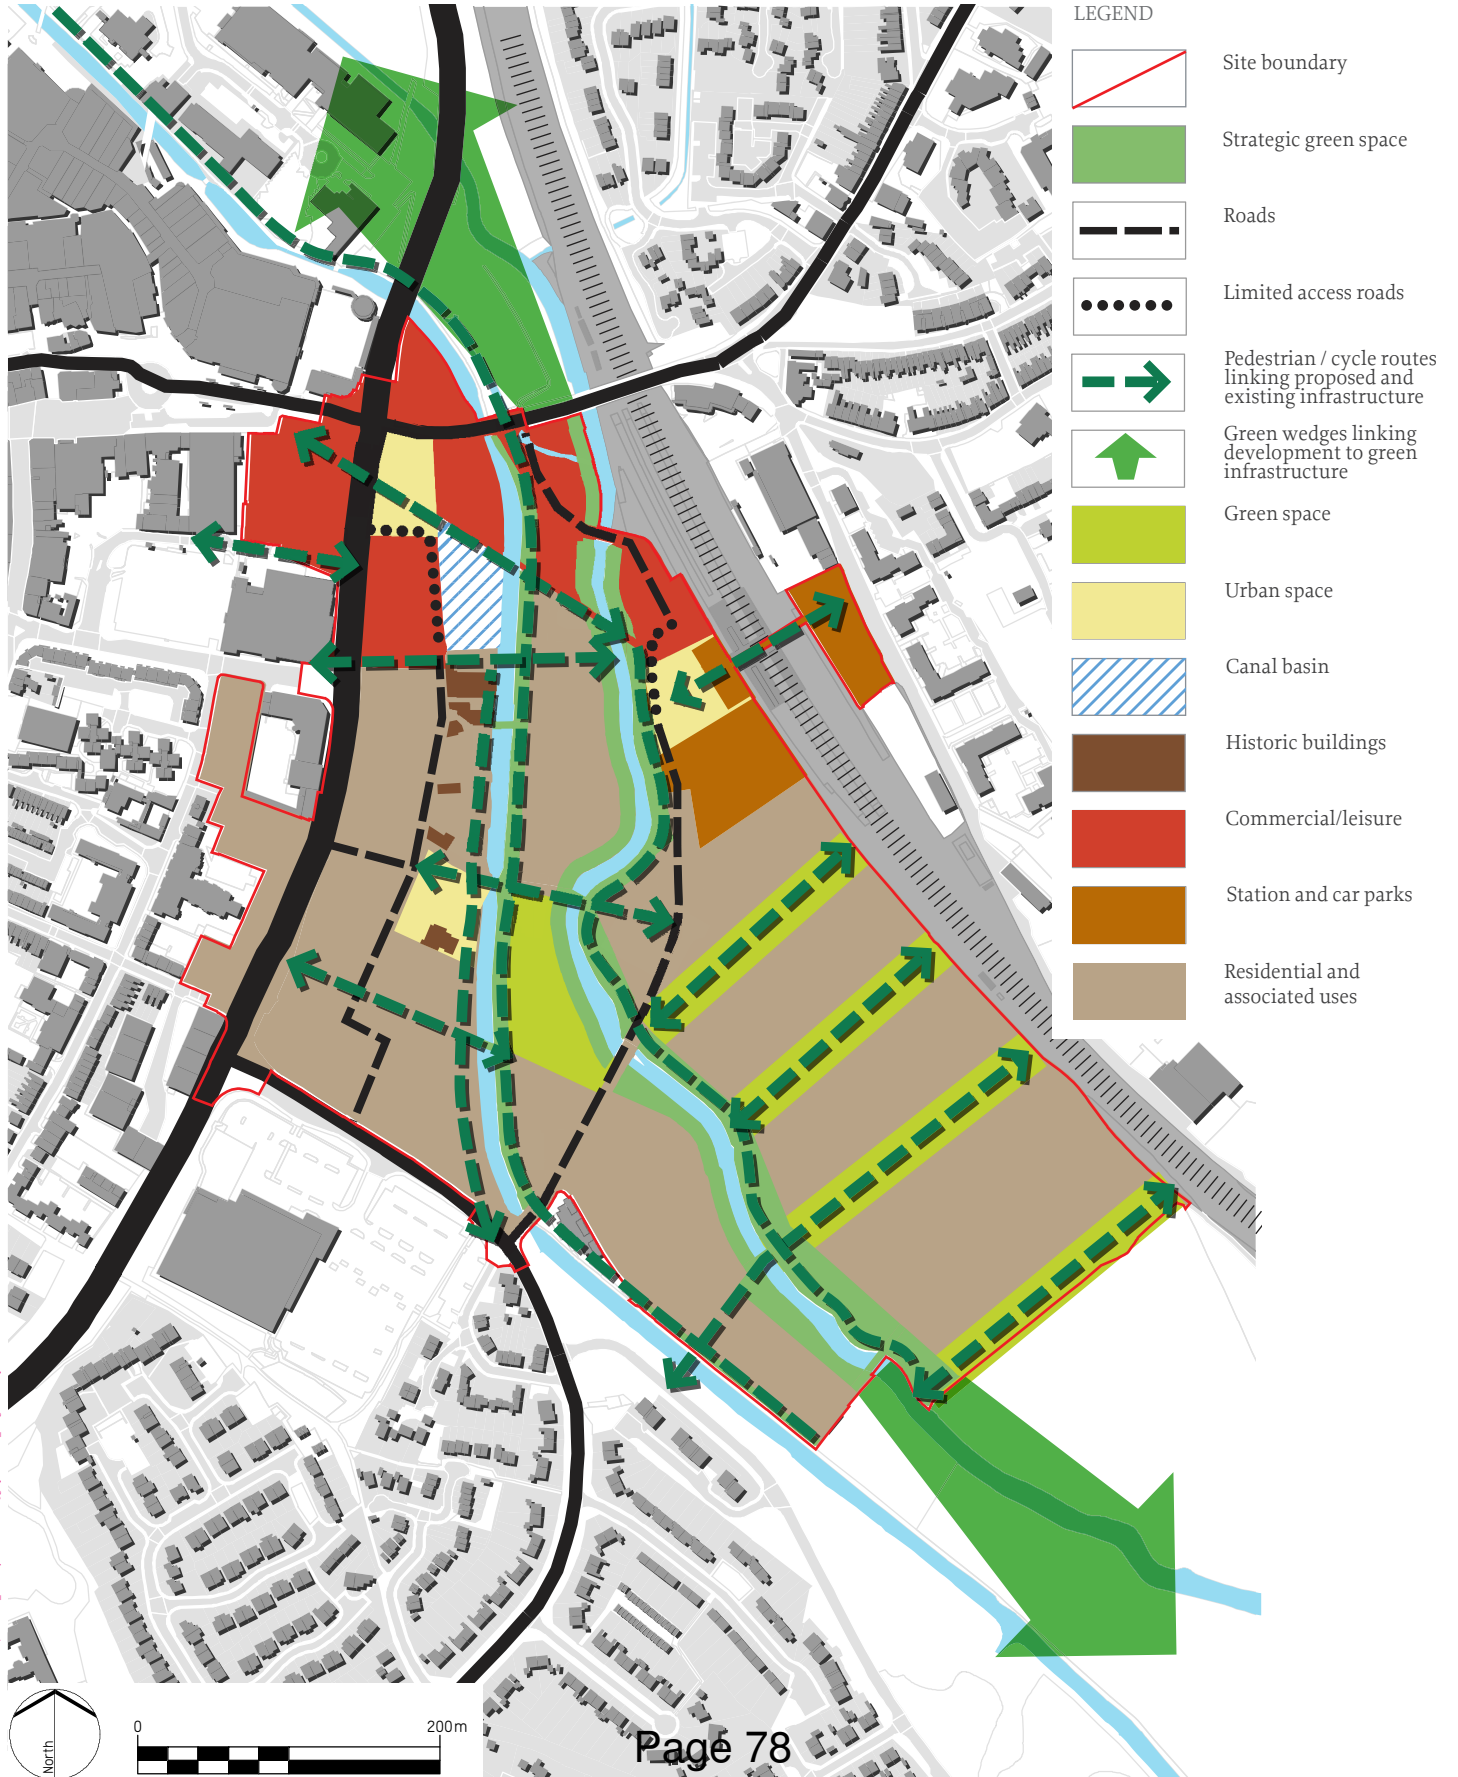 LEGEND
Site boundary
Strategic green space
Roads
Limited access roads
Pedestrian / cycle routes
linking proposed and
existing infrastructure
Green wedges linking
development to green
infrastructure
Green space
Urban space
Canal basin
Historic buildings
Commercial/leisure
Station and car parks
Residential and
associated uses
North
0
200m
Page 78